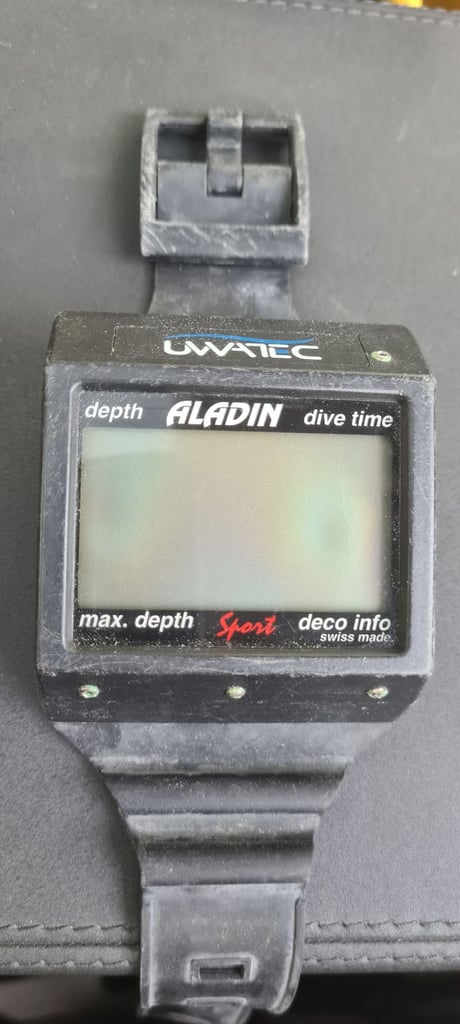 UWATEC
depth ALADIN dive time
max. depth Sport deco info
swiss made